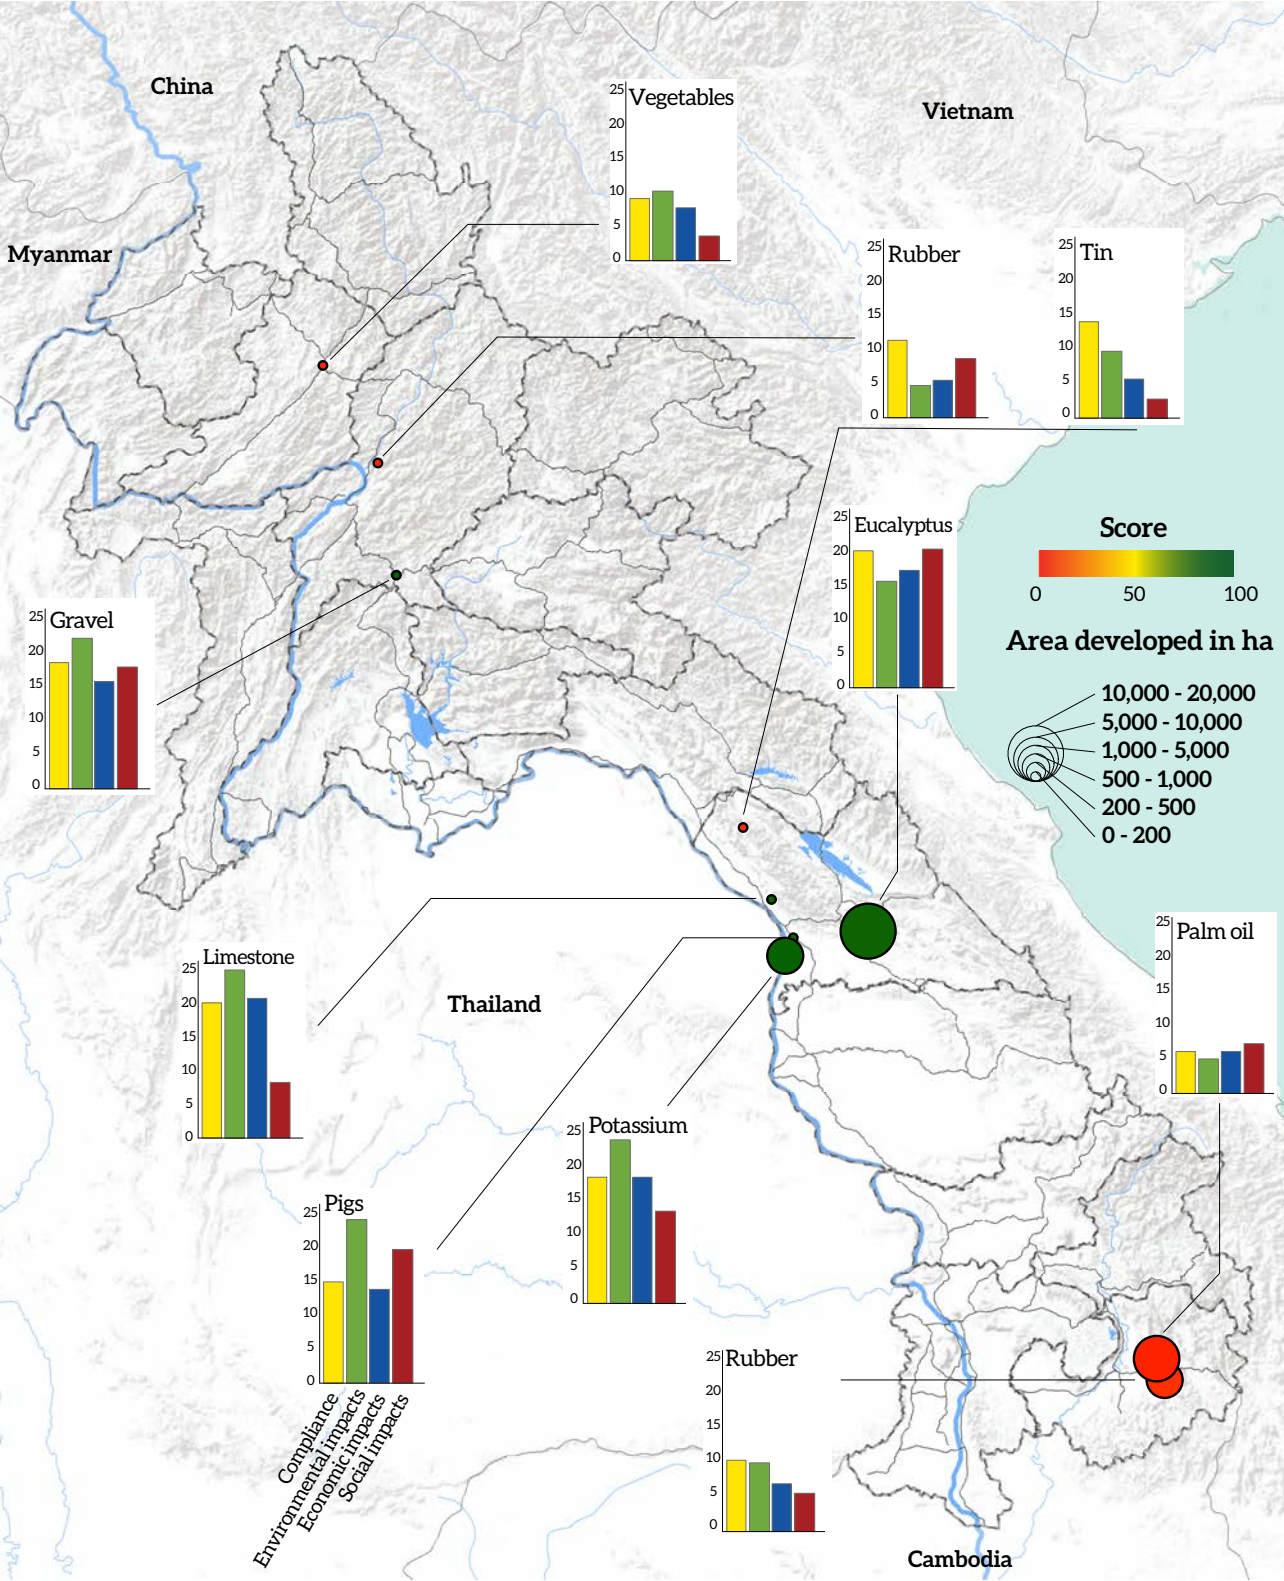 China
Vietnam
Myanmar
Thailand
Cambodia
Vegetables
25
20
15
10
5
0
Rubber
25
20
15
10
5
0
Tin
25
20
15
10
5
0
Eucalyptus
25
20
15
10
5
0
Score
0 50 100
Area developed in ha
10,000 - 20,000
5,000 - 10,000
1,000 - 5,000
500 - 1,000
200 - 500
0 - 200
Gravel
25
20
15
10
5
0
Limestone
25
20
15
10
5
0
Palm oil
25
20
15
10
5
0
Potassium
25
20
15
10
5
0
Pigs
25
20
15
10
5
0
Compliance
Environmental impacts
Economic impacts
Social impacts
Rubber
25
20
15
10
5
0